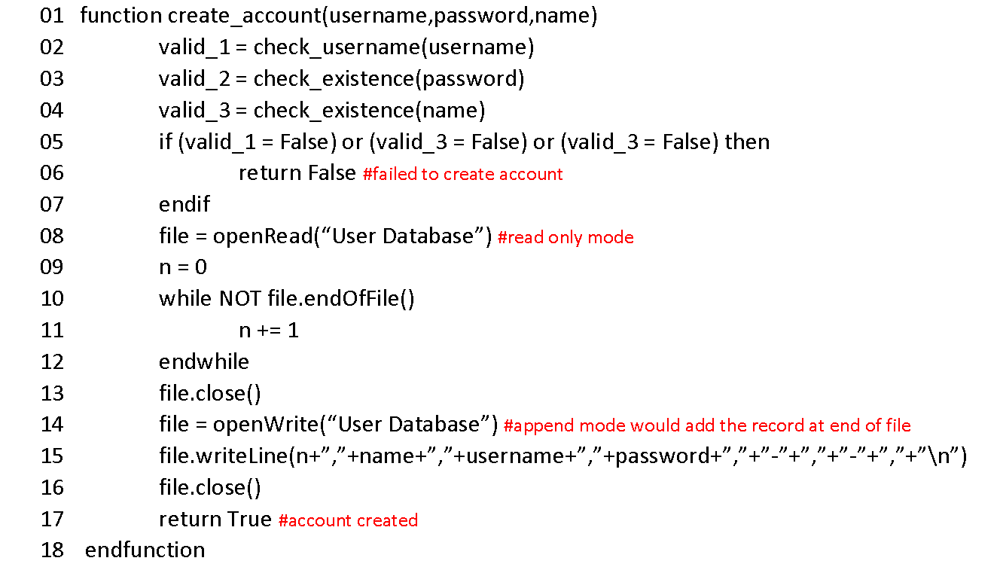 01 function create_account(username,password,name)
02 valid_1 = check_username(username)
03 valid_2 = check_existence(password)
04 valid_3 = check_existence(name)
05 if (valid_1 = False) or (valid_3 = False) or (valid_3 = False) then
06 return False #failed to create account
07 endif
08 file = openRead(“User Database”) #read only mode
09 n = 0
10 while NOT file.endOfFile()
11 n += 1
12 endwhile
13 file.close()
14 file = openWrite(“User Database”) #append mode would add the record at end of file
15 file.writeLine(n+”,”+name+”,”+username+”,”+password+”,”+”-”+”,”+”-”+”,”+”\n”)
16 file.close()
17 return True #account created
18 endfunction